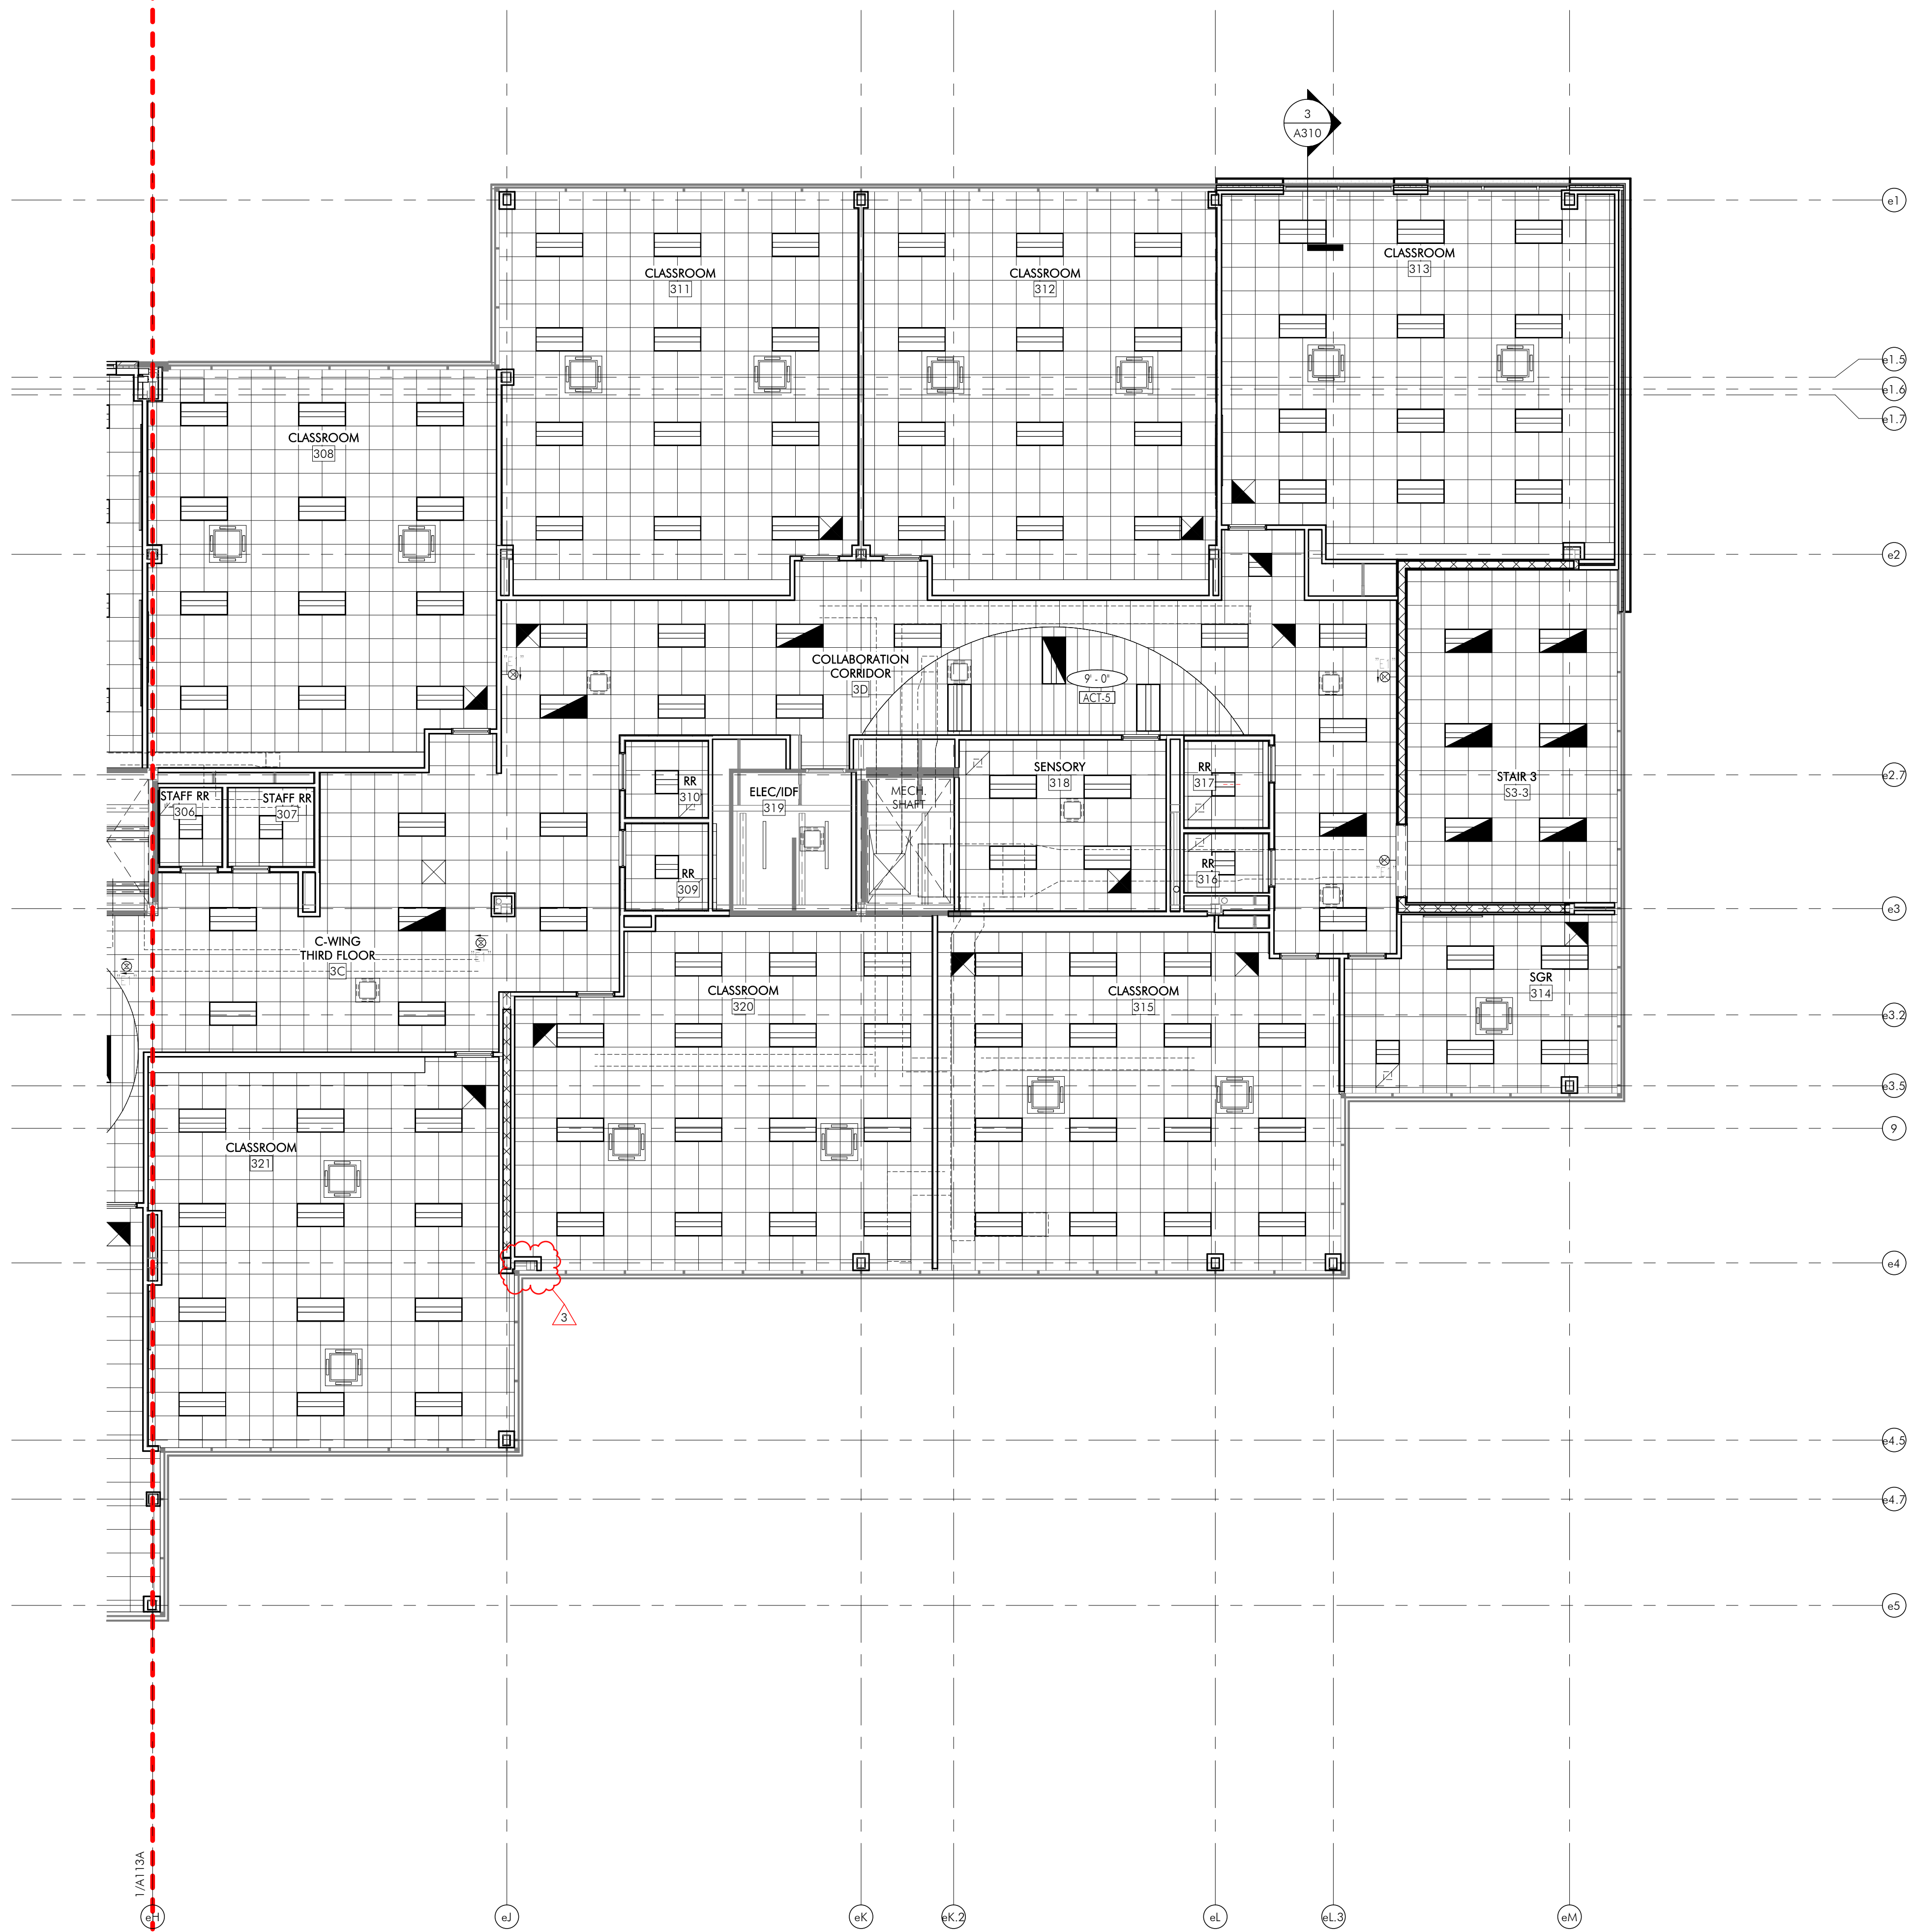 3
A310
e1
CLASSROOM
313
CLASSROOM
311
CLASSROOM
312
e1.5
e1.6
e1.7
CLASSROOM
308
e2
COLLABORATION
CORRIDOR
3D
9' - 0"
ACT-5
e2.7
STAFF RR
306
STAFF RR
307
RR
310
ELEC/IDF
319
MECH.
SHAFT
SENSORY
318
RR
317
STAIR 3
S3-3
RR
309
RR
316
e3
C-WING
THIRD FLOOR
3C
CLASSROOM
320
CLASSROOM
315
SGR
314
e3.2
e3.5
9
CLASSROOM
321
e4
3
e4.5
e4.7
e5
1/A113A
eH
eJ
eK
eK.2
eL
eL.3
eM